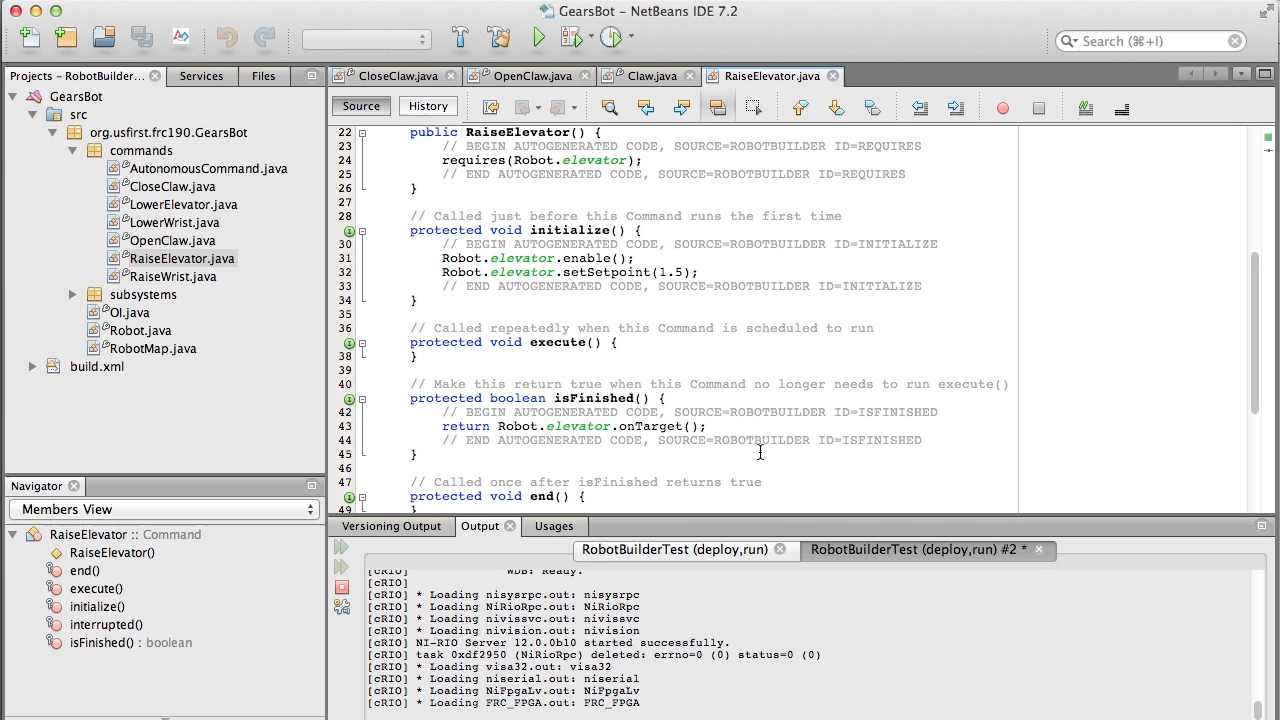 GearsBot – NetBeans IDE 7.2
Search (⌘+I)
Projects – RobotBuilder... Services Files
GearsBot
src
org.usfirst.frc190.GearsBot
commands
AutonomousCommand.java
CloseClaw.java
LowerElevator.java
LowerWrist.java
OpenClaw.java
RaiseElevator.java
RaiseWrist.java
subsystems
OI.java
Robot.java
RobotMap.java
build.xml
Navigator
Members View
RaiseElevator :: Command
RaiseElevator()
end()
execute()
initialize()
interrupted()
isFinished() : boolean
CloseClaw.java OpenClaw.java Claw.java RaiseElevator.java
Source History
22 public RaiseElevator() {
23 // BEGIN AUTOGENERATED CODE, SOURCE=ROBOTBUILDER ID=REQUIRES
24 requires(Robot.elevator);
25 // END AUTOGENERATED CODE, SOURCE=ROBOTBUILDER ID=REQUIRES
26 }
27
28 // Called just before this Command runs the first time
protected void initialize() {
30 // BEGIN AUTOGENERATED CODE, SOURCE=ROBOTBUILDER ID=INITIALIZE
31 Robot.elevator.enable();
32 Robot.elevator.setSetpoint(1.5);
33 // END AUTOGENERATED CODE, SOURCE=ROBOTBUILDER ID=INITIALIZE
34 }
35
36 // Called repeatedly when this Command is scheduled to run
protected void execute() {
38 }
39
40 // Make this return true when this Command no longer needs to run execute()
protected boolean isFinished() {
42 // BEGIN AUTOGENERATED CODE, SOURCE=ROBOTBUILDER ID=ISFINISHED
43 return Robot.elevator.onTarget();
44 // END AUTOGENERATED CODE, SOURCE=ROBOTBUILDER ID=ISFINISHED
45 }
46
47 // Called once after isFinished returns true
protected void end() {
49 }
Versioning Output Output Usages
RobotBuilderTest (deploy,run) RobotBuilderTest (deploy,run) #2 *
[cRIO] WDB: Ready.
[cRIO]
[cRIO] * Loading nisysrpc.out: nisysrpc
[cRIO] * Loading NiRioRpc.out: NiRioRpc
[cRIO] * Loading nivissvc.out: nivissvc
[cRIO] * Loading nivision.out: nivision
[cRIO] NI-RIO Server 12.0.0b10 started successfully.
[cRIO] task 0xdf2950 (NiRioRpc) deleted: errno=0 (0) status=0 (0)
[cRIO] * Loading visa32.out: visa32
[cRIO] * Loading niserial.out: niserial
[cRIO] * Loading NiFpgaLv.out: NiFpgaLv
[cRIO] * Loading FRC_FPGA.out: FRC_FPGA